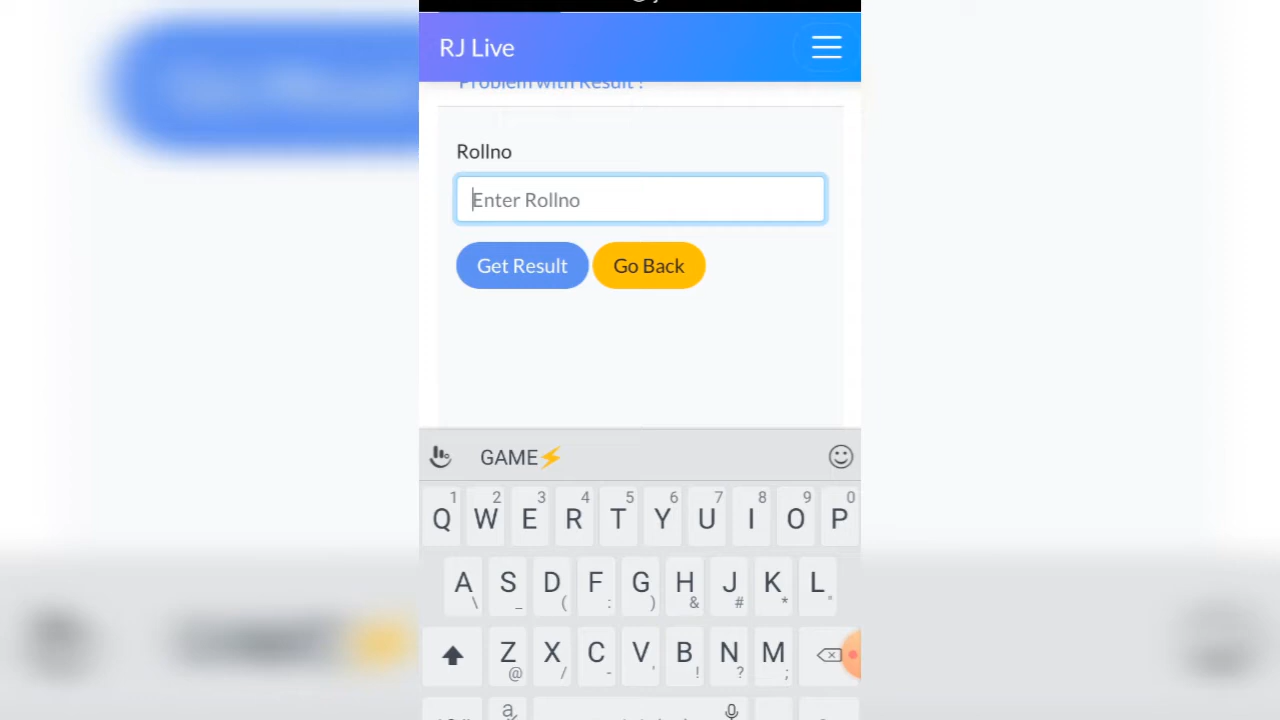 RJ Live
Problem with Result ?
Rollno
Enter Rollno
Get Result Go Back
GAME⚡
1 2 3 4 5 6 7 8 9 0
Q W E R T Y U I O P
A S D F G H J K L
\ _ ( : ) & # * "
Z X C V B N M
@ / - ' ! ? ;
a